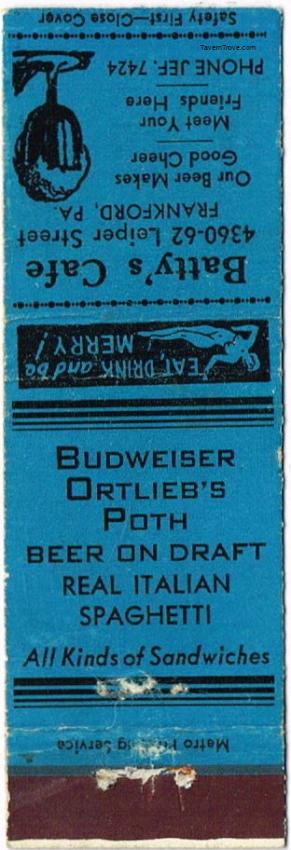 Safety First—Close Cover
TavernTrove.com
PHONE JEF. 7424
Meet Your
Friends Here
Our Beer Makes
Good Cheer
FRANKFORD, PA.
4360-62 Leiper Street
Batty's Cafe
EAT, DRINK and be
MERRY!
BUDWEISER
ORTLIEB'S
POTH
BEER ON DRAFT
REAL ITALIAN
SPAGHETTI
All Kinds of Sandwiches
Metro Service